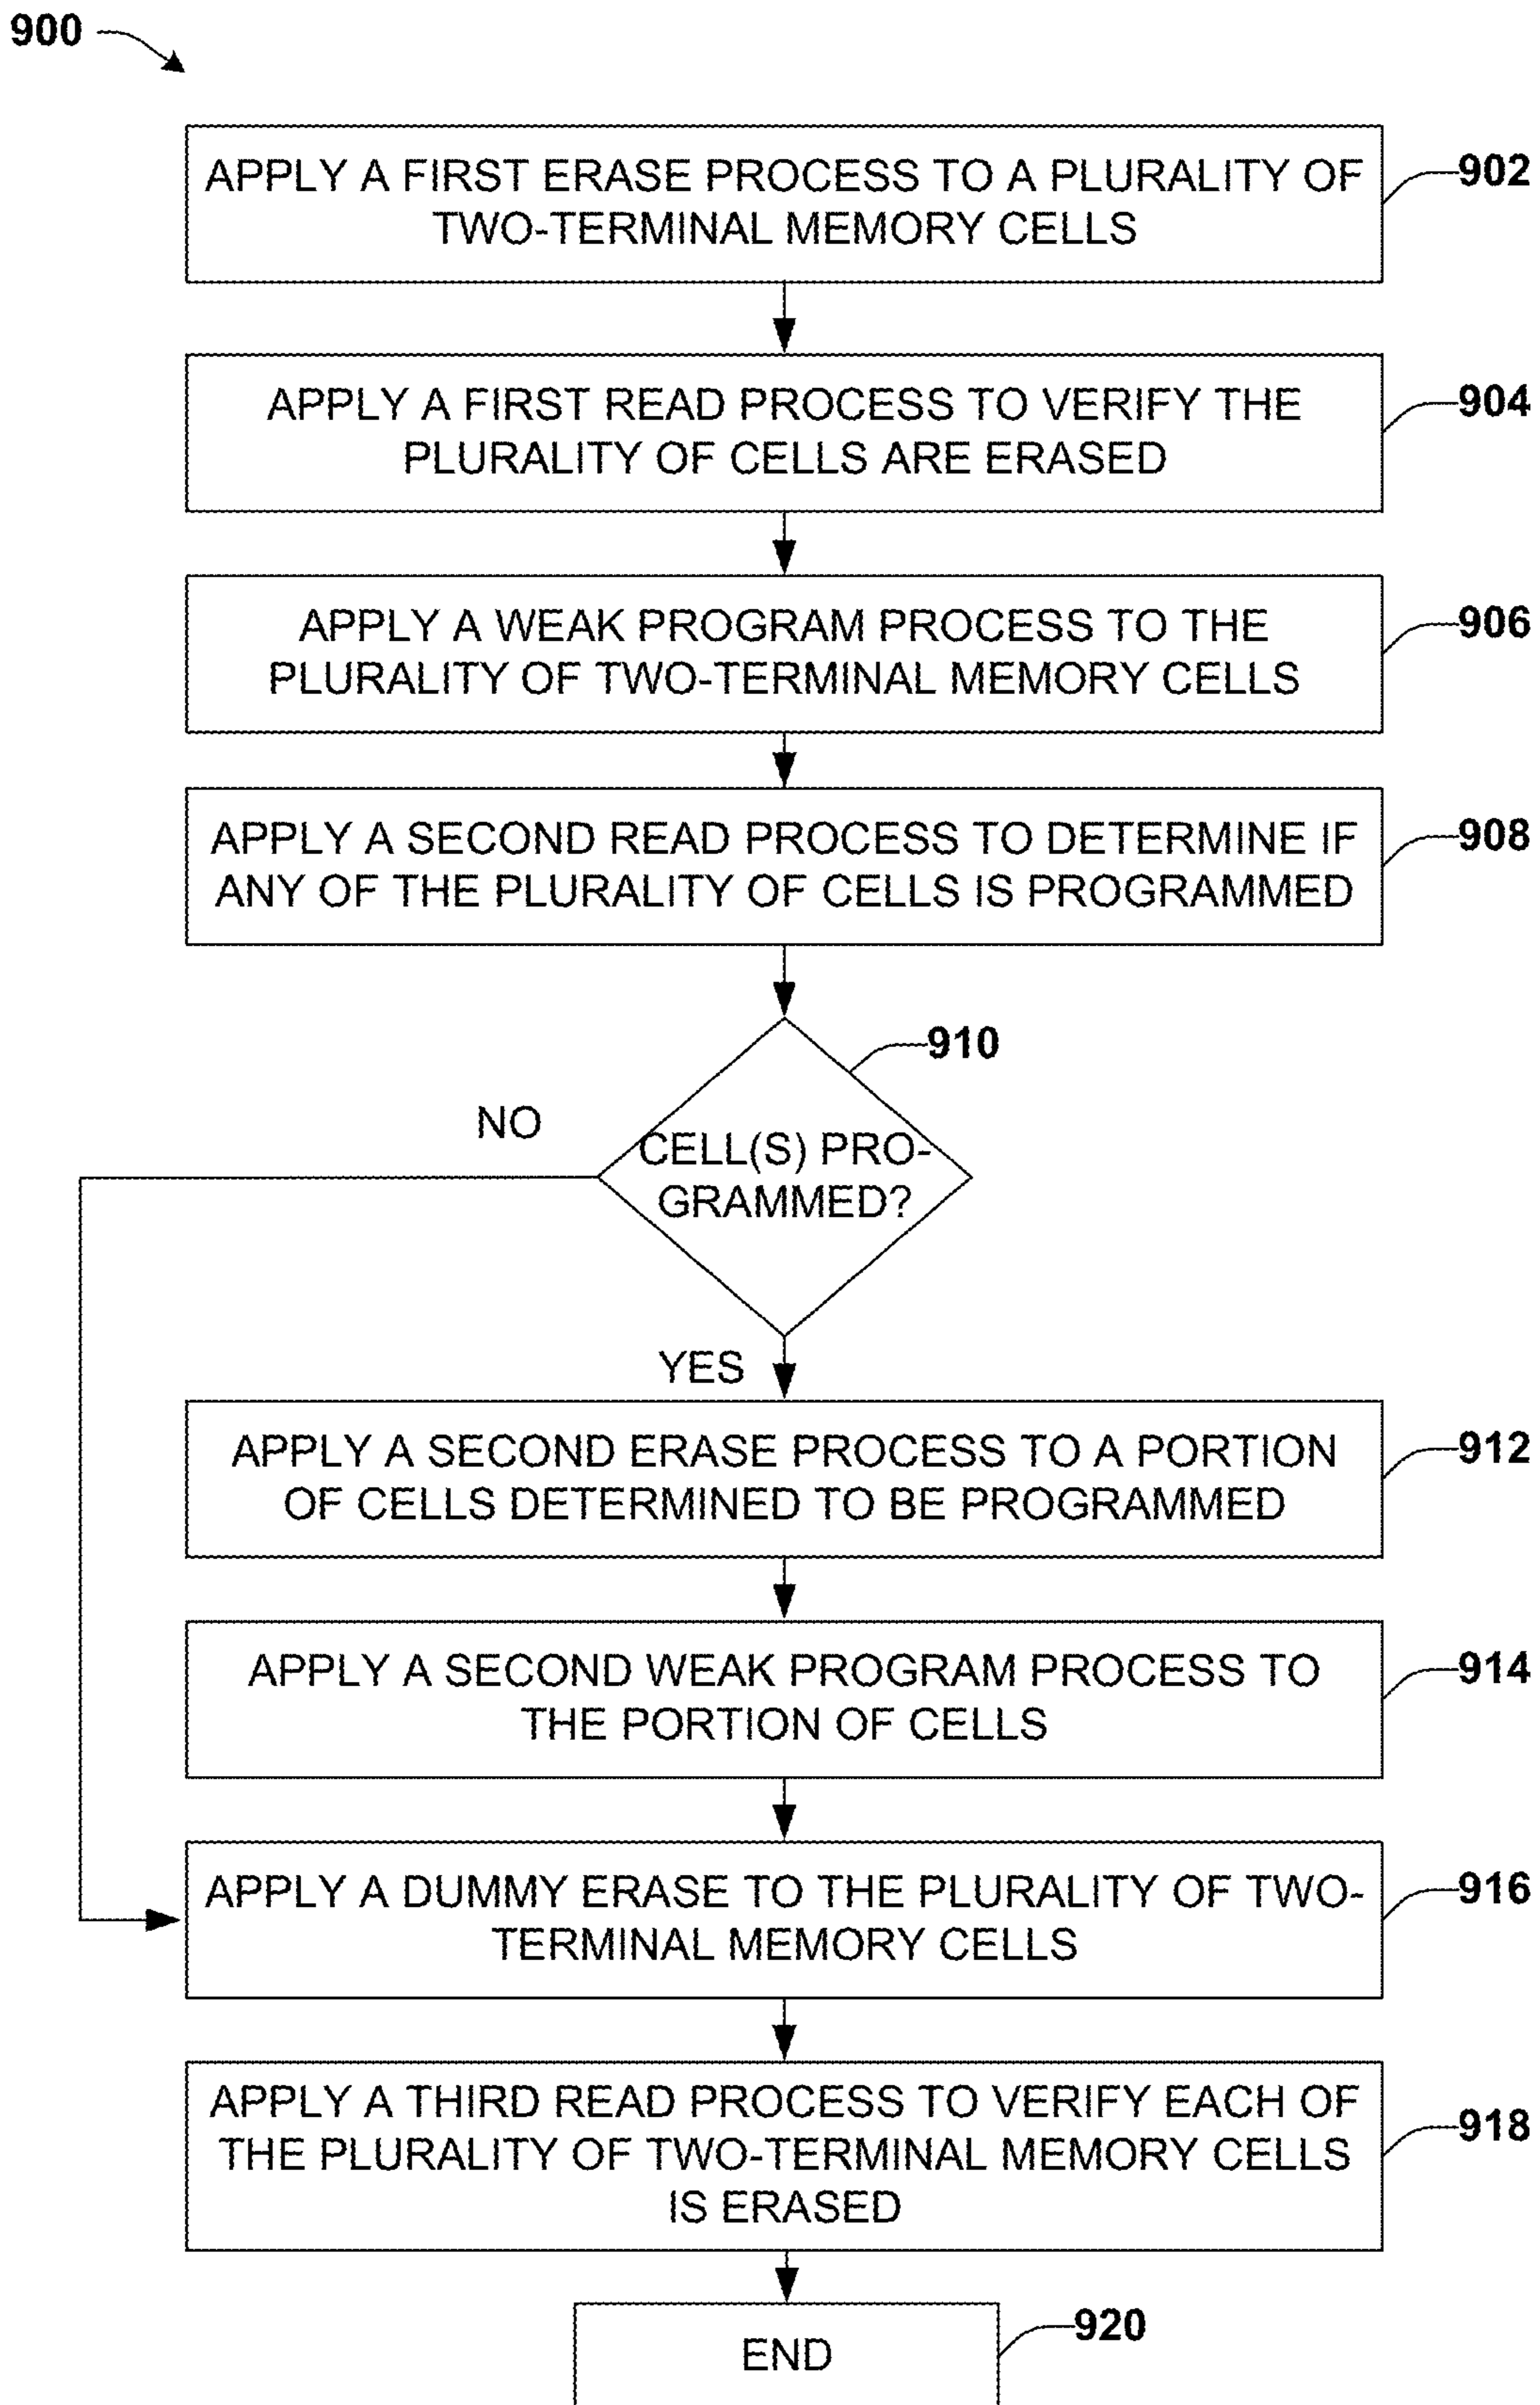 900
APPLY A FIRST ERASE PROCESS TO A PLURALITY OF
TWO-TERMINAL MEMORY CELLS
902
APPLY A FIRST READ PROCESS TO VERIFY THE
PLURALITY OF CELLS ARE ERASED
904
APPLY A WEAK PROGRAM PROCESS TO THE
PLURALITY OF TWO-TERMINAL MEMORY CELLS
906
APPLY A SECOND READ PROCESS TO DETERMINE IF
ANY OF THE PLURALITY OF CELLS IS PROGRAMMED
908
910
NO
CELL(S) PRO-
GRAMMED?
YES
APPLY A SECOND ERASE PROCESS TO A PORTION
OF CELLS DETERMINED TO BE PROGRAMMED
912
APPLY A SECOND WEAK PROGRAM PROCESS TO
THE PORTION OF CELLS
914
APPLY A DUMMY ERASE TO THE PLURALITY OF TWO-
TERMINAL MEMORY CELLS
916
APPLY A THIRD READ PROCESS TO VERIFY EACH OF
THE PLURALITY OF TWO-TERMINAL MEMORY CELLS
IS ERASED
918
END
920